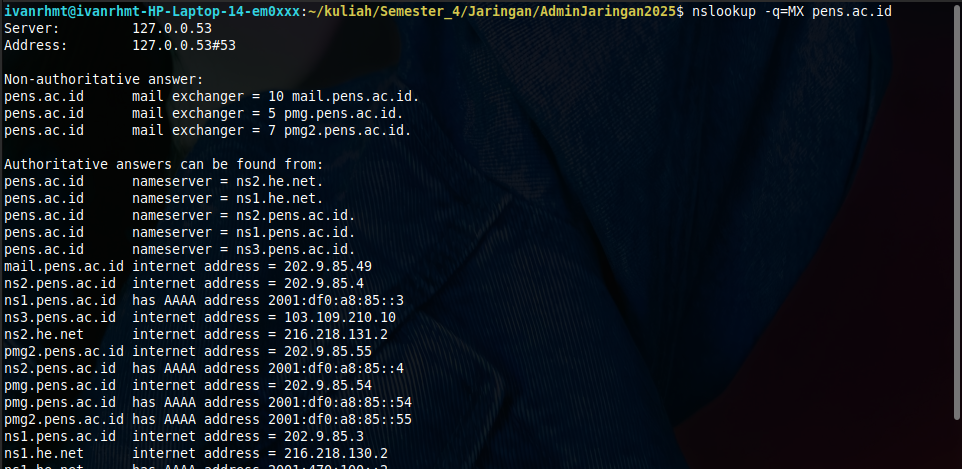 ivanrhmt@ivanrhmt-HP-Laptop-14-em0xxx:~/kuliah/Semester_4/Jaringan/AdminJaringan2025$ nslookup -q=MX pens.ac.id
Server:		127.0.0.53
Address:	127.0.0.53#53

Non-authoritative answer:
pens.ac.id	mail exchanger = 10 mail.pens.ac.id.
pens.ac.id	mail exchanger = 5 pmg.pens.ac.id.
pens.ac.id	mail exchanger = 7 pmg2.pens.ac.id.

Authoritative answers can be found from:
pens.ac.id	nameserver = ns2.he.net.
pens.ac.id	nameserver = ns1.he.net.
pens.ac.id	nameserver = ns2.pens.ac.id.
pens.ac.id	nameserver = ns1.pens.ac.id.
pens.ac.id	nameserver = ns3.pens.ac.id.
mail.pens.ac.id	internet address = 202.9.85.49
ns2.pens.ac.id	internet address = 202.9.85.4
ns1.pens.ac.id	has AAAA address 2001:df0:a8:85::3
ns3.pens.ac.id	internet address = 103.109.210.10
ns2.he.net	internet address = 216.218.131.2
pmg2.pens.ac.id	internet address = 202.9.85.55
ns2.pens.ac.id	has AAAA address 2001:df0:a8:85::4
pmg.pens.ac.id	internet address = 202.9.85.54
pmg.pens.ac.id	has AAAA address 2001:df0:a8:85::54
pmg2.pens.ac.id	has AAAA address 2001:df0:a8:85::55
ns1.pens.ac.id	internet address = 202.9.85.3
ns1.he.net	internet address = 216.218.130.2
ns1.he.net	has AAAA address 2001:470:100::2